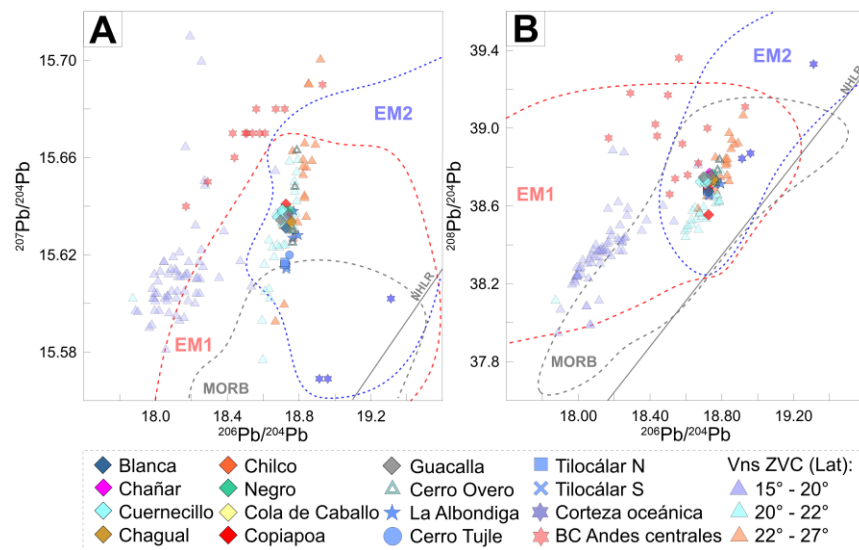 A
B
15.70
15.66
15.62
15.58
²⁰⁷Pb/²⁰⁴Pb
EM2
EM1
MORB
NHLR
18.0
18.4
18.8
19.2
²⁰⁶Pb/²⁰⁴Pb
39.4
39.0
38.6
38.2
37.8
²⁰⁸Pb/²⁰⁴Pb
EM2
NHLR
EM1
MORB
18.00
18.40
18.80
19.20
²⁰⁶Pb/²⁰⁴Pb
Blanca
Chañar
Cuernecillo
Chagual
Chilco
Negro
Cola de Caballo
Copiapoa
Guacalla
Cerro Overo
La Albondiga
Cerro Tujle
Tilocálar N
Tilocálar S
Corteza oceánica
BC Andes centrales
Vns ZVC (Lat):
15° - 20°
20° - 22°
22° - 27°